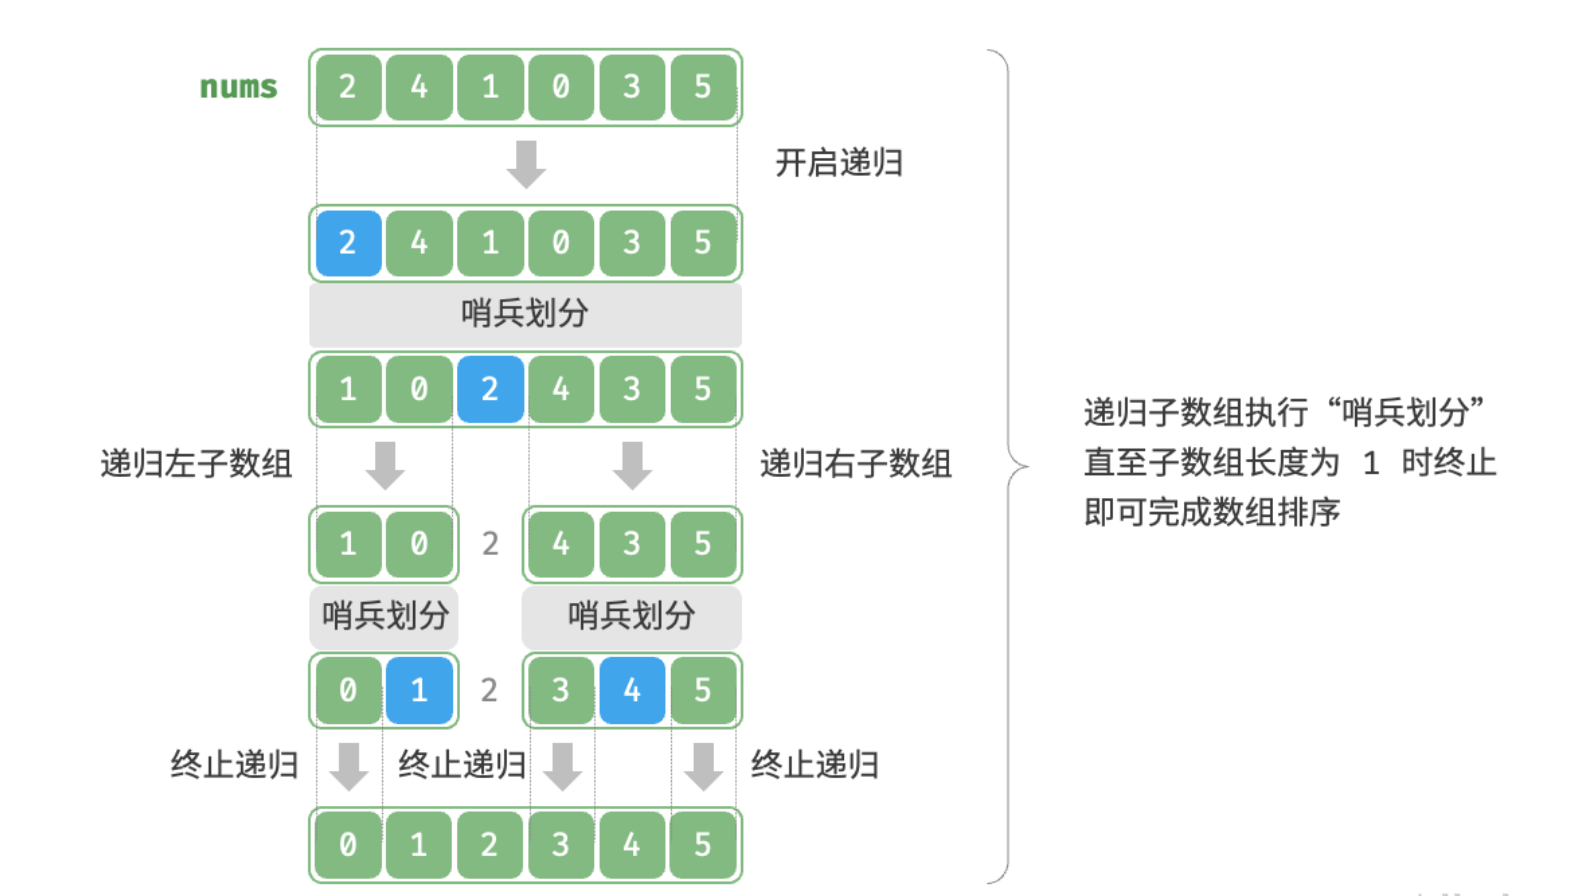 nums 2 4 1 0 3 5
开启递归
2 4 1 0 3 5
哨兵划分
1 0 2 4 3 5
递归左子数组 递归右子数组
1 0 2 4 3 5
哨兵划分 哨兵划分
0 1 2 3 4 5
终止递归 终止递归 终止递归
0 1 2 3 4 5
递归子数组执行“哨兵划分”
直至子数组长度为 1 时终止
即可完成数组排序